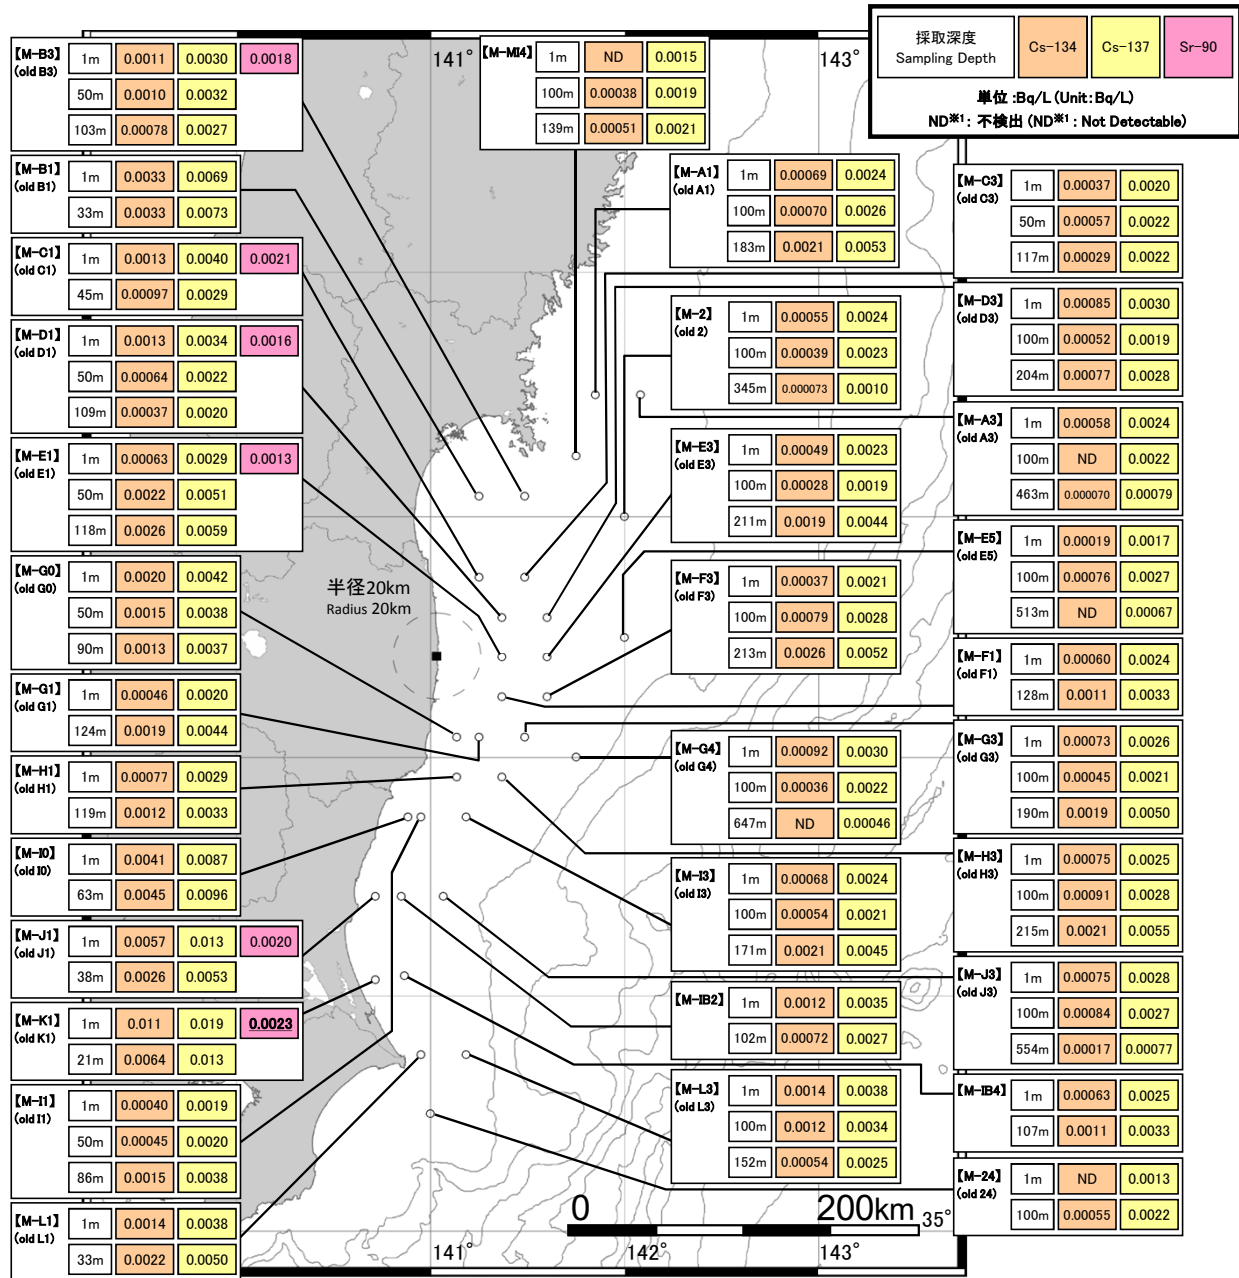 採取深度
Sampling Depth
Cs-134
Cs-137
Sr-90
単位:Bq/L (Unit:Bq/L)
ND※1: 不検出 (ND※1: Not Detectable)
【M-B3】
(old B3)
1m 0.0011 0.0030 0.0018
50m 0.0010 0.0032
103m 0.00078 0.0027
【M-B1】
(old B1)
1m 0.0033 0.0069
33m 0.0033 0.0073
【M-C1】
(old C1)
1m 0.0013 0.0040 0.0021
45m 0.00097 0.0029
【M-D1】
(old D1)
1m 0.0013 0.0034 0.0016
50m 0.00064 0.0022
109m 0.00037 0.0020
【M-E1】
(old E1)
1m 0.00063 0.0029 0.0013
50m 0.0022 0.0051
118m 0.0026 0.0059
【M-G0】
(old G0)
1m 0.0020 0.0042
50m 0.0015 0.0038
90m 0.0013 0.0037
【M-G1】
(old G1)
1m 0.00046 0.0020
124m 0.0019 0.0044
【M-H1】
(old H1)
1m 0.00077 0.0029
119m 0.0012 0.0033
【M-I0】
(old I0)
1m 0.0041 0.0087
63m 0.0045 0.0096
【M-J1】
(old J1)
1m 0.0057 0.013 0.0020
38m 0.0026 0.0053
【M-K1】
(old K1)
1m 0.011 0.019 0.0023
21m 0.0064 0.013
【M-I1】
(old I1)
1m 0.00040 0.0019
50m 0.00045 0.0020
86m 0.0015 0.0038
【M-L1】
(old L1)
1m 0.0014 0.0038
33m 0.0022 0.0050
141°
143°
半径20km
Radius 20km
【M-MI4】
1m ND 0.0015
100m 0.00038 0.0019
139m 0.00051 0.0021
【M-A1】
(old A1)
1m 0.00069 0.0024
100m 0.00070 0.0026
183m 0.0021 0.0053
【M-2】
(old 2)
1m 0.00055 0.0024
100m 0.00039 0.0023
345m 0.000073 0.0010
【M-E3】
(old E3)
1m 0.00049 0.0023
100m 0.00028 0.0019
211m 0.0019 0.0044
【M-F3】
(old F3)
1m 0.00037 0.0021
100m 0.00079 0.0028
213m 0.0026 0.0052
【M-G4】
(old G4)
1m 0.00092 0.0030
100m 0.00036 0.0022
647m ND 0.00046
【M-I3】
(old I3)
1m 0.00068 0.0024
100m 0.00054 0.0021
171m 0.0021 0.0045
【M-IB2】
1m 0.0012 0.0035
102m 0.00072 0.0027
【M-L3】
(old L3)
1m 0.0014 0.0038
100m 0.0012 0.0034
152m 0.00054 0.0025
【M-C3】
(old C3)
1m 0.00037 0.0020
50m 0.00057 0.0022
117m 0.00029 0.0022
【M-D3】
(old D3)
1m 0.00085 0.0030
100m 0.00052 0.0019
204m 0.00077 0.0028
【M-A3】
(old A3)
1m 0.00058 0.0024
100m ND 0.0022
463m 0.000070 0.00079
【M-E5】
(old E5)
1m 0.00019 0.0017
100m 0.00076 0.0027
513m ND 0.00067
【M-F1】
(old F1)
1m 0.00060 0.0024
128m 0.0011 0.0033
【M-G3】
(old G3)
1m 0.00073 0.0026
100m 0.00045 0.0021
190m 0.0019 0.0050
【M-H3】
(old H3)
1m 0.00075 0.0025
100m 0.00091 0.0028
215m 0.0021 0.0055
【M-J3】
(old J3)
1m 0.00075 0.0028
100m 0.00084 0.0027
554m 0.00017 0.00077
【M-IB4】
1m 0.00063 0.0025
107m 0.0011 0.0033
【M-24】
(old 24)
1m ND 0.0013
100m 0.00055 0.0022
0 200km
35°
141°
142°
143°